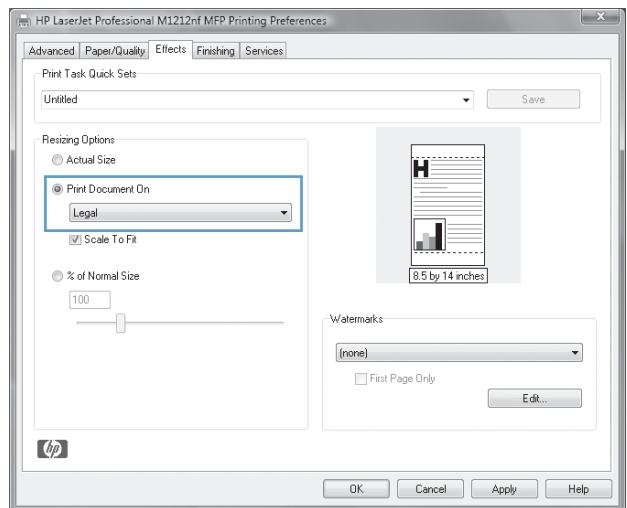 HP LaserJet Professional M1212nf MFP Printing Preferences
Advanced Paper/Quality Effects Finishing Services
Print Task Quick Sets
Untitled
Save
Resizing Options
Actual Size
Print Document On
Legal
Scale To Fit
% of Normal Size
100
H
8.5 by 14 inches
Watermarks
(none)
First Page Only
Edit...
hp
OK Cancel Apply Help